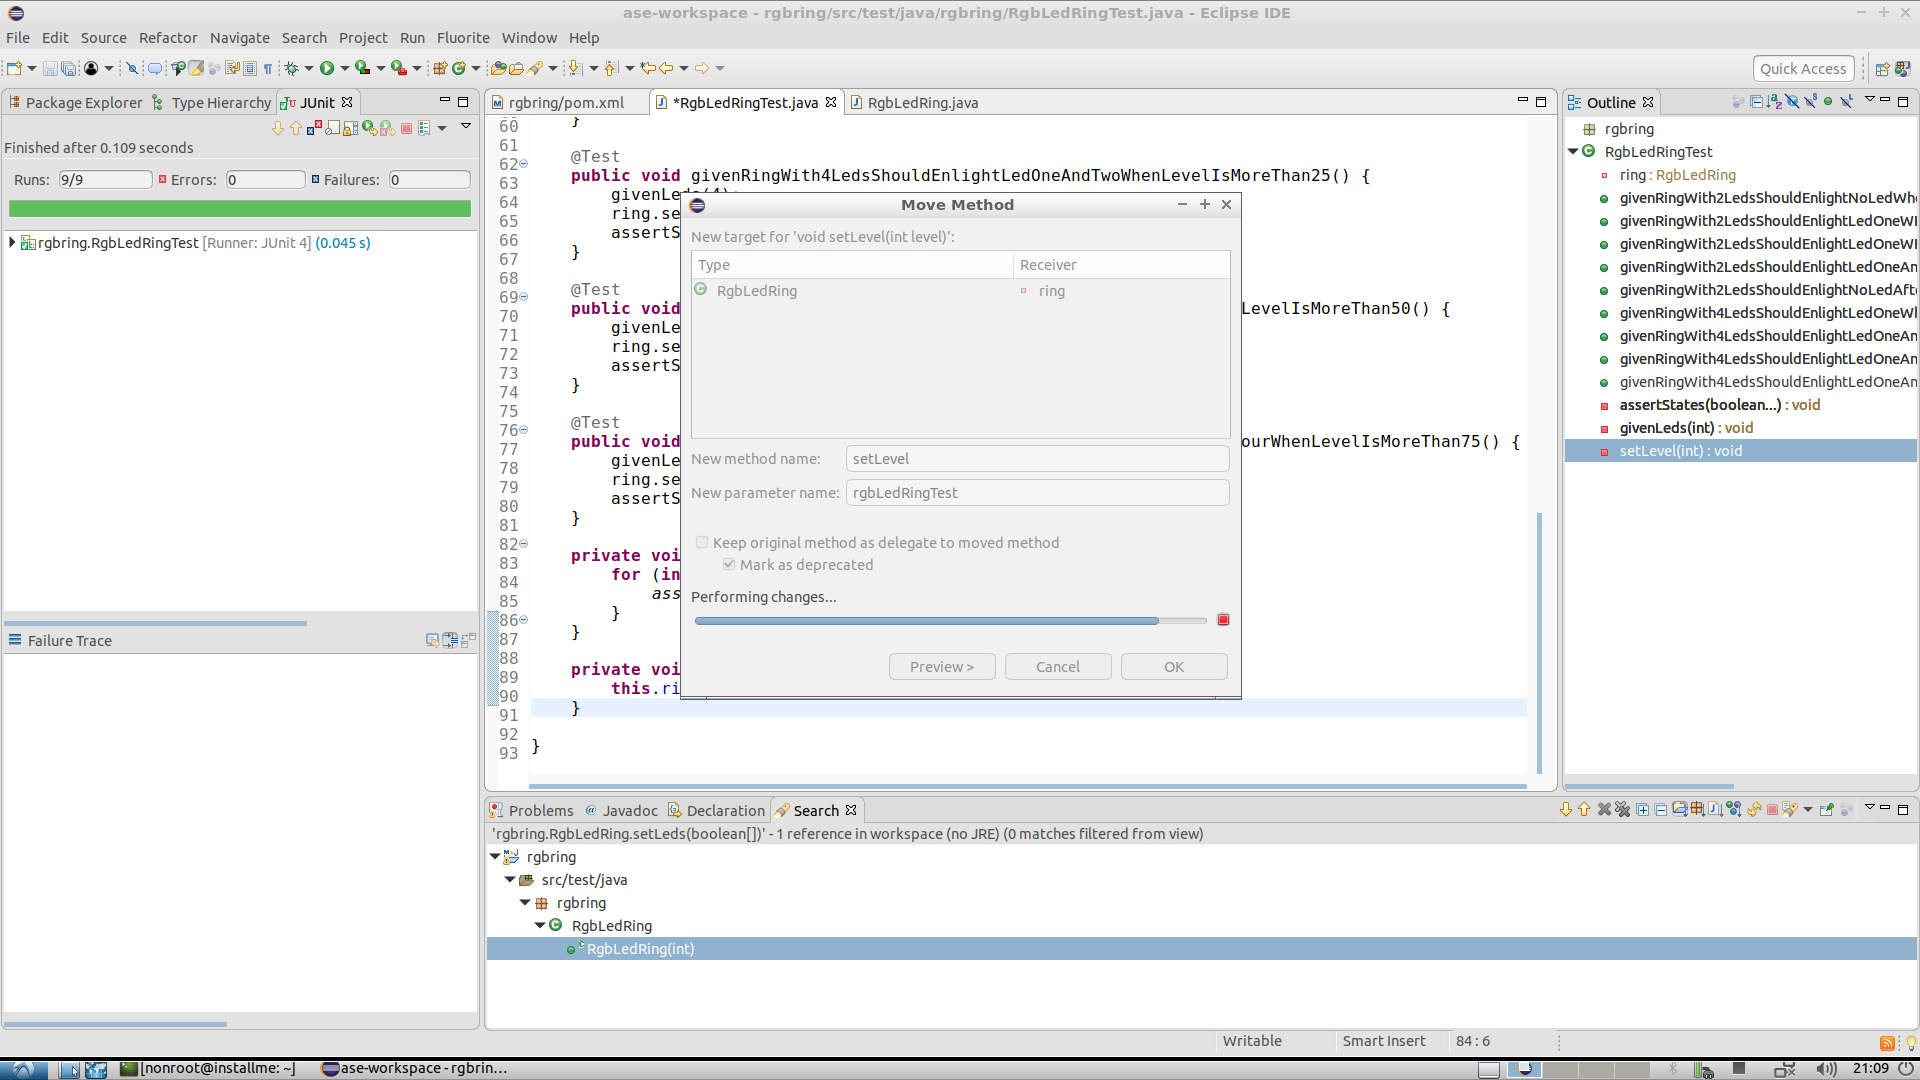 ase-workspace - rgbring/src/test/java/rgbring/RgbLedRingTest.java - Eclipse IDE
File Edit Source Refactor Navigate Search Project Run Fluorite Window Help
Quick Access
Package Explorer Type Hierarchy JUnit
Finished after 0.109 seconds
Runs: 9/9 Errors: 0 Failures: 0
rgbring.RgbLedRingTest [Runner: JUnit 4] (0.045 s)
Failure Trace
rgbring/pom.xml *RgbLedRingTest.java RgbLedRing.java
60 }
61
62 @Test
63 public void givenRingWith4LedsShouldEnlightLedOneAndTwoWhenLevelIsMoreThan25() {
64 givenLeds(4);
65 ring.se
66 assertS
67 }
68
69 @Test
70 public void LevelIsMoreThan50() {
71 givenLe
72 ring.se
73 assertS
74 }
75
76 @Test
77 public void ourWhenLevelIsMoreThan75() {
78 givenLe
79 ring.se
80 assertS
81 }
82
83 private voi
84 for (in
85 ass
86 }
87 }
88
89 private voi
90 this.ri
91 }
92
93 }
Move Method
New target for 'void setLevel(int level)':
Type Receiver
RgbLedRing ring
New method name: setLevel
New parameter name: rgbLedRingTest
Keep original method as delegate to moved method
Mark as deprecated
Performing changes...
Preview > Cancel OK
Outline
rgbring
RgbLedRingTest
ring : RgbLedRing
givenRingWith2LedsShouldEnlightNoLedWhe
givenRingWith2LedsShouldEnlightLedOneWl
givenRingWith2LedsShouldEnlightLedOneWl
givenRingWith2LedsShouldEnlightLedOneAn
givenRingWith2LedsShouldEnlightNoLedAfte
givenRingWith4LedsShouldEnlightLedOneWl
givenRingWith4LedsShouldEnlightLedOneAn
givenRingWith4LedsShouldEnlightLedOneAn
givenRingWith4LedsShouldEnlightLedOneAn
assertStates(boolean...) : void
givenLeds(int) : void
setLevel(int) : void
Problems Javadoc Declaration Search
'rgbring.RgbLedRing.setLeds(boolean[])' - 1 reference in workspace (no JRE) (0 matches filtered from view)
rgbring
src/test/java
rgbring
RgbLedRing
RgbLedRing(int)
Writable Smart Insert 84 : 6
[nonroot@installme: ~] ase-workspace - rgbrin... 21:09